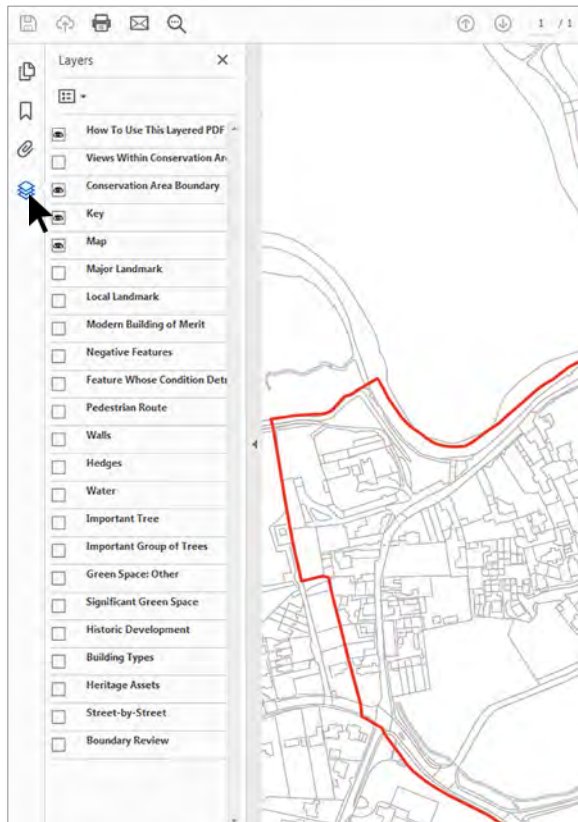 1 / 1
Layers
How To Use This Layered PDF
Views Within Conservation Ar
Conservation Area Boundary
Key
Map
Major Landmark
Local Landmark
Modern Building of Merit
Negative Features
Feature Whose Condition Detr
Pedestrian Route
Walls
Hedges
Water
Important Tree
Important Group of Trees
Green Space: Other
Significant Green Space
Historic Development
Building Types
Heritage Assets
Street-by-Street
Boundary Review